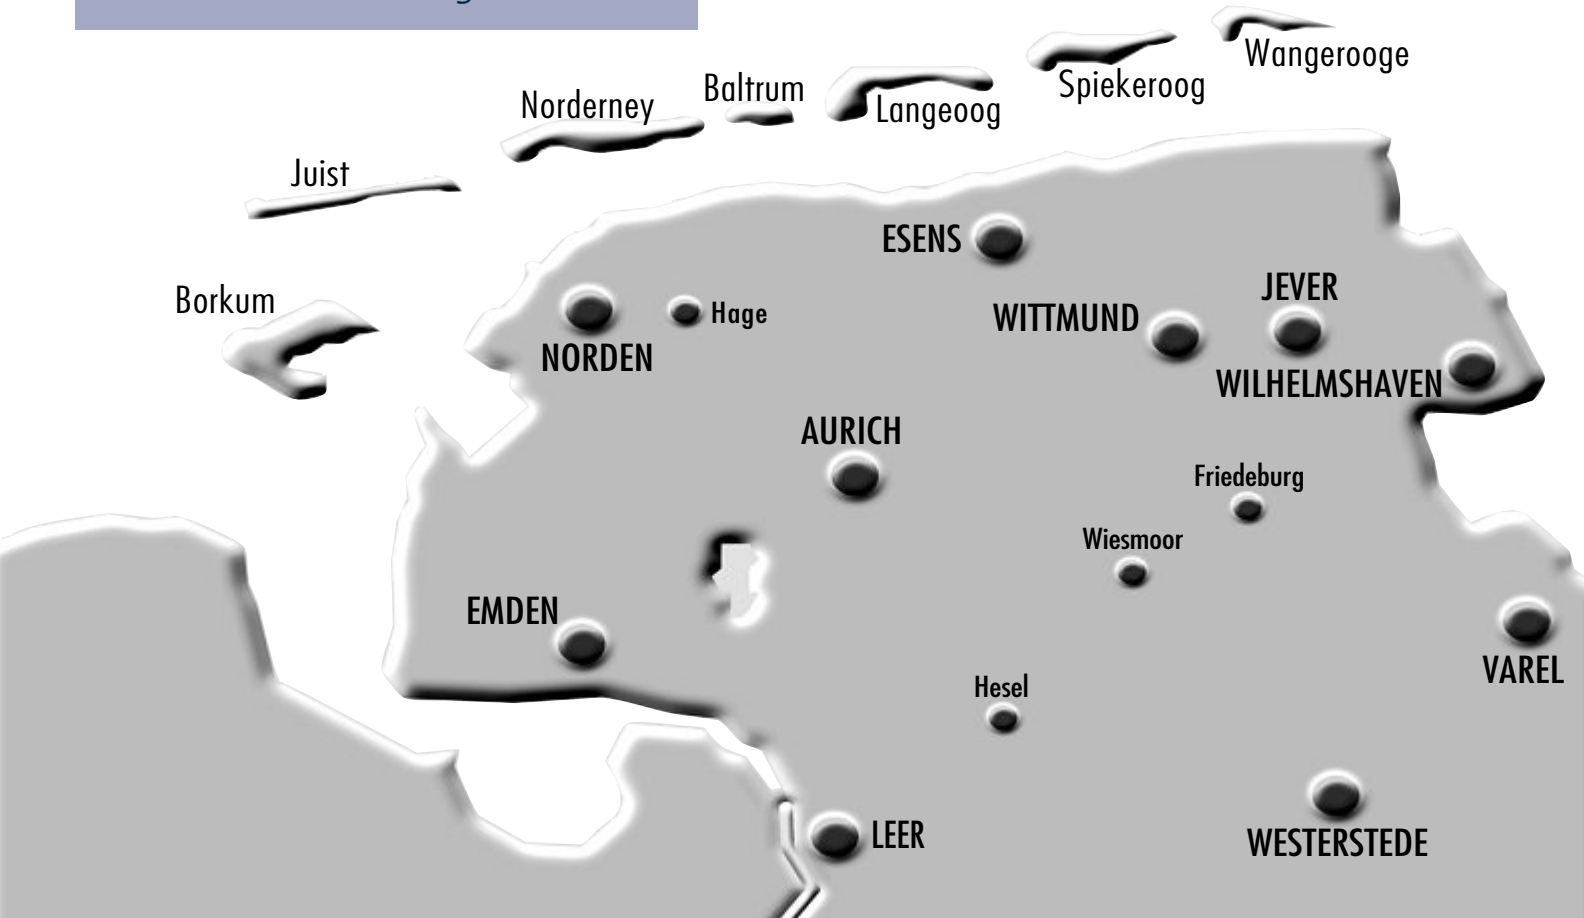 Wangerooge
Spiekeroog
Baltrum
Langeoog
Norderney
Juist
Borkum
ESENS
JEVER
Hage
WITTMUND
NORDEN
WILHELMSHAVEN
AURICH
Friedeburg
Wiesmoor
EMDEN
VAREL
Hesel
LEER
WESTERSTEDE